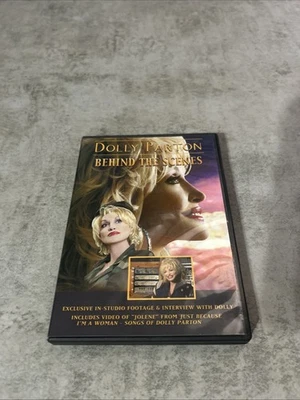 DOLLY PARTON
BEHIND THE SCENES
EXCLUSIVE IN-STUDIO FOOTAGE & INTERVIEW WITH DOLLY
INCLUDES VIDEO OF "JOLENE" FROM JUST BECAUSE
I'M A WOMAN - SONGS OF DOLLY PARTON